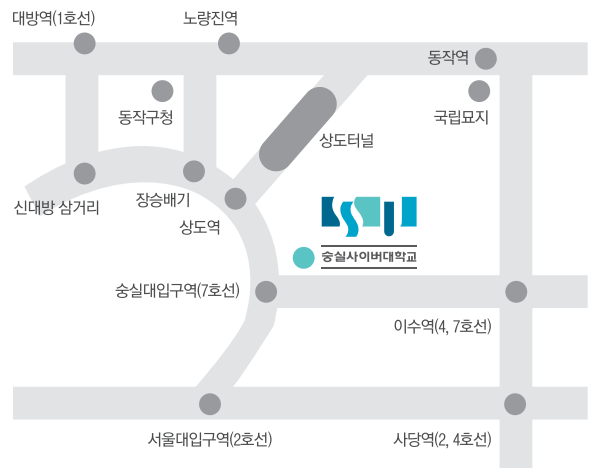 대방역(1호선)
노량진역
동작역
동작구청
국립묘지
상도터널
신대방 삼거리
장승배기
상도역
숭실사이버대학교
숭실대입구역(7호선)
이수역(4, 7호선)
서울대입구역(2호선)
사당역(2, 4호선)